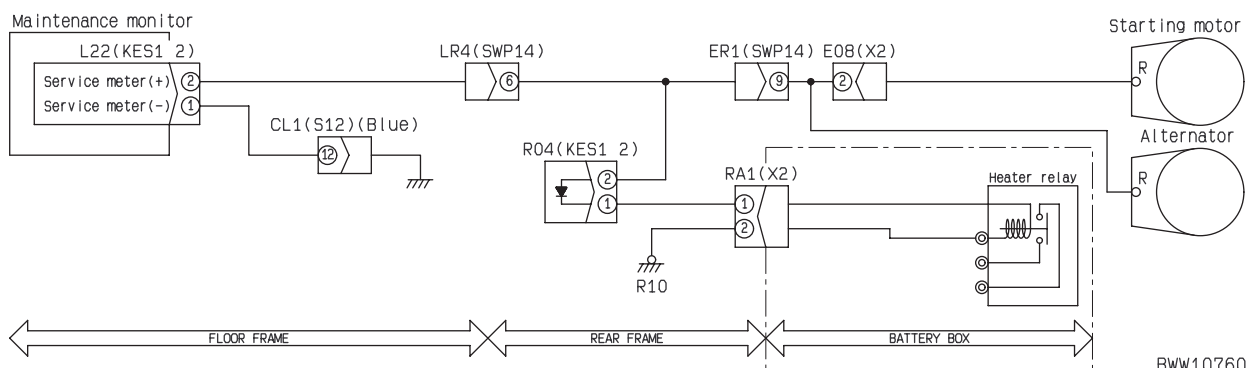 Maintenance monitor
L22(KES1 2)
Service meter(+)
2
Service meter(-)
1
CL1(S12)(Blue)
12
LR4(SWP14)
6
R04(KES1 2)
2
1
ER1(SWP14)
9
E08(X2)
2
RA1(X2)
1
2
R10
Heater relay
Starting motor
R
Alternator
R
FLOOR FRAME
REAR FRAME
BATTERY BOX
BWW10760